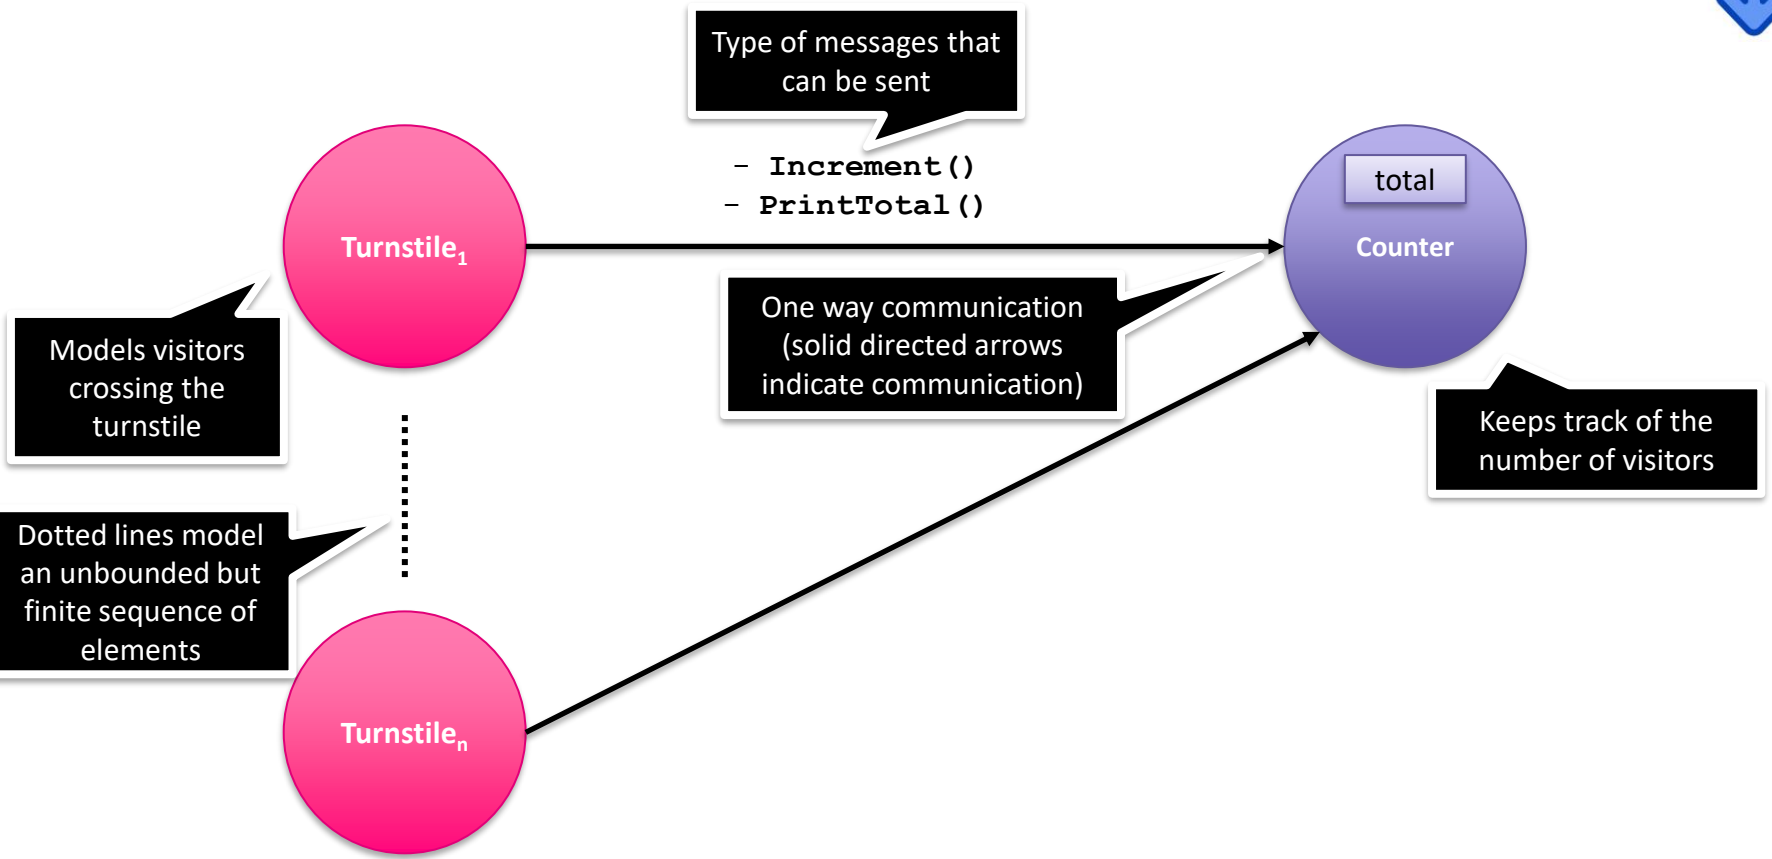 Type of messages that
can be sent
- Increment()
- PrintTotal()
total
Turnstile₁
Counter
One way communication
(solid directed arrows
indicate communication)
Models visitors
crossing the
turnstile
Keeps track of the
number of visitors
Dotted lines model
an unbounded but
finite sequence of
elements
Turnstileₙ